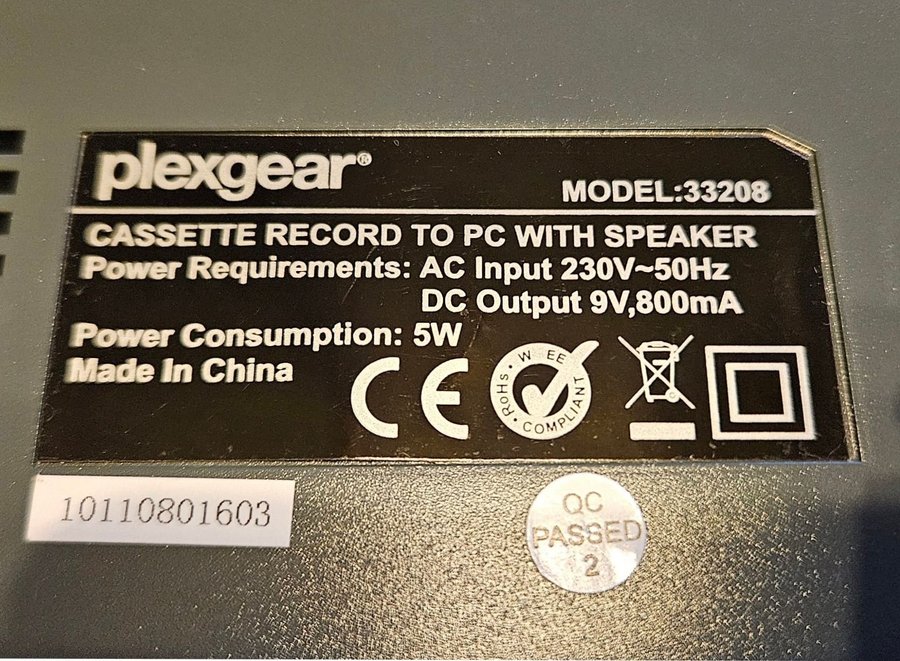 plexgear®
MODEL:33208
CASSETTE RECORD TO PC WITH SPEAKER
Power Requirements: AC Input 230V~50Hz
DC Output 9V,800mA
Power Consumption: 5W
Made In China
CE
WEEE
RoHS
COMPLIANT
10110801603
QC
PASSED
2